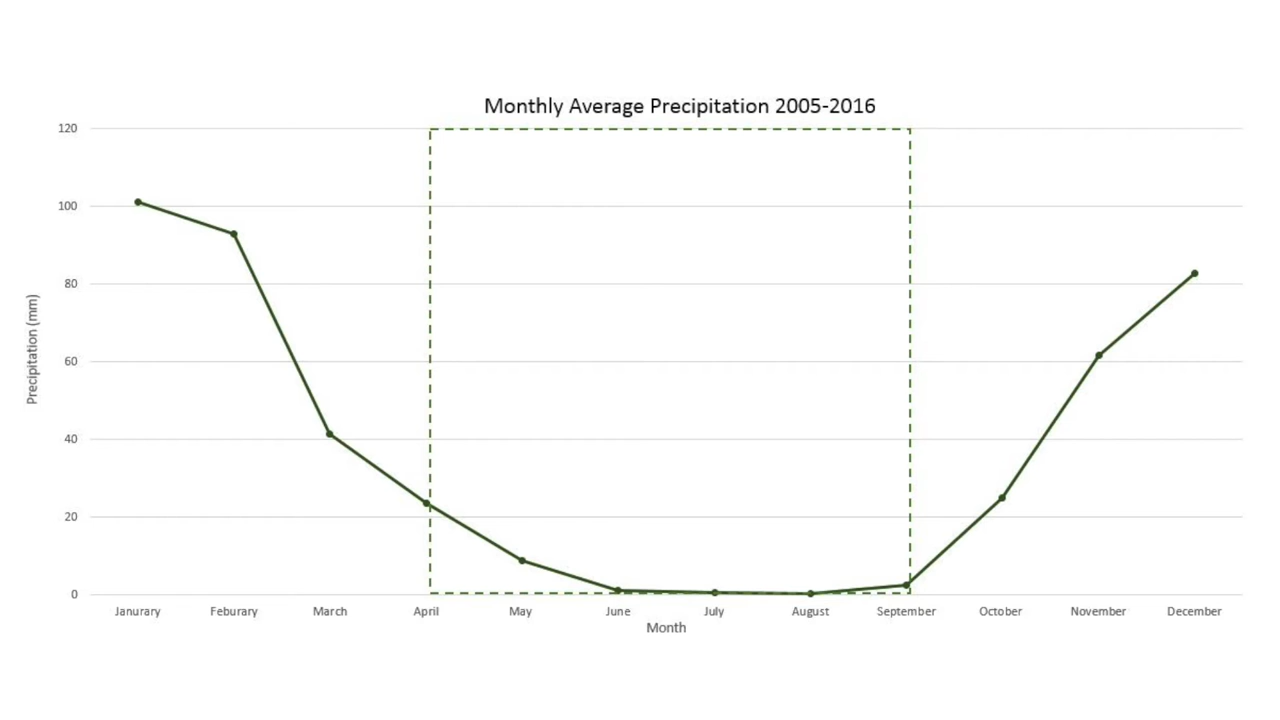 Monthly Average Precipitation 2005-2016
120
100
80
60
40
20
0
Precipitation (mm)
Janurary Feburary March April May June July August September October November December
Month